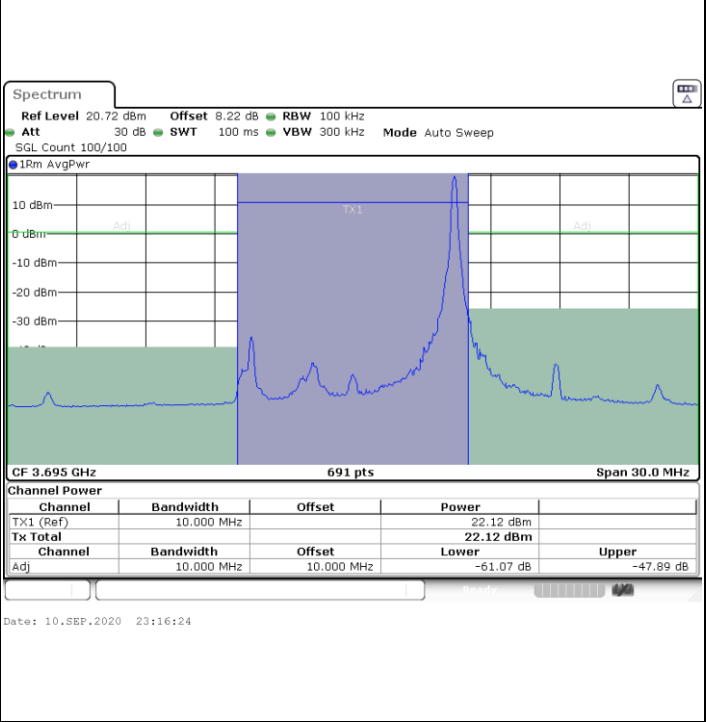 Spectrum
Ref Level 20.72 dBm Offset 8.22 dB RBW 100 kHz
Att 30 dB SWT 100 ms VBW 300 kHz Mode Auto Sweep
SGL Count 100/100
1Rm AvgPwr
10 dBm
TX1
Adj
Adj
0 dBm
-10 dBm
-20 dBm
-30 dBm
CF 3.695 GHz 691 pts Span 30.0 MHz
Channel Power
Channel Bandwidth Offset Power
TX1 (Ref) 10.000 MHz 22.12 dBm
Tx Total 22.12 dBm
Channel Bandwidth Offset Lower Upper
Adj 10.000 MHz 10.000 MHz -61.07 dB -47.89 dB
Ready
Date: 10.SEP.2020 23:16:24